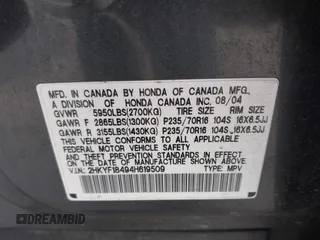 MFD. IN CANADA BY HONDA OF CANADA MFG.,
A DIVISION OF HONDA CANADA INC. 08/04
GVWR 5950LBS(2700KG) TIRE SIZE RIM SIZE
GAWR F 2865LBS(1300KG) P235/70R16 104S 16X6.5JJ
GAWR R 3155LBS(1430KG) P235/70R16 104S 16X6.5JJ
THIS VEHICLE CONFORMS TO ALL APPLICABLE
FEDERAL MOTOR VEHICLE SAFETY STANDARDS IN
EFFECT ON THE DATE OF MANUFACTURE SHOWN ABOVE.
V.I.N.: 2HKYF18494H619509 TYPE: MPV
DREAMBID